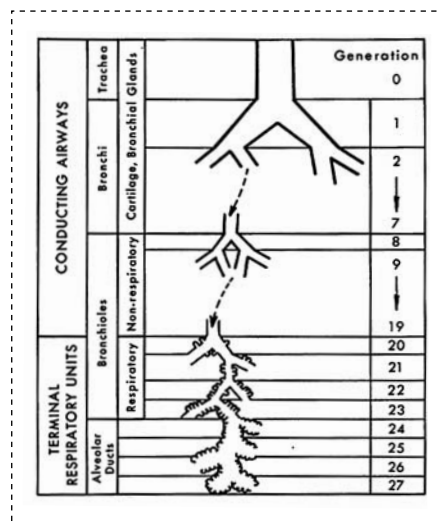 Generation
0
1
2
7
8
9
19
20
21
22
23
24
25
26
27
CONDUCTING AIRWAYS
TERMINAL
RESPIRATORY UNITS
Trachea
Bronchi
Bronchioles
Alveolar
Ducts
Cartilage, Bronchial Glands
Non-respiratory
Respiratory